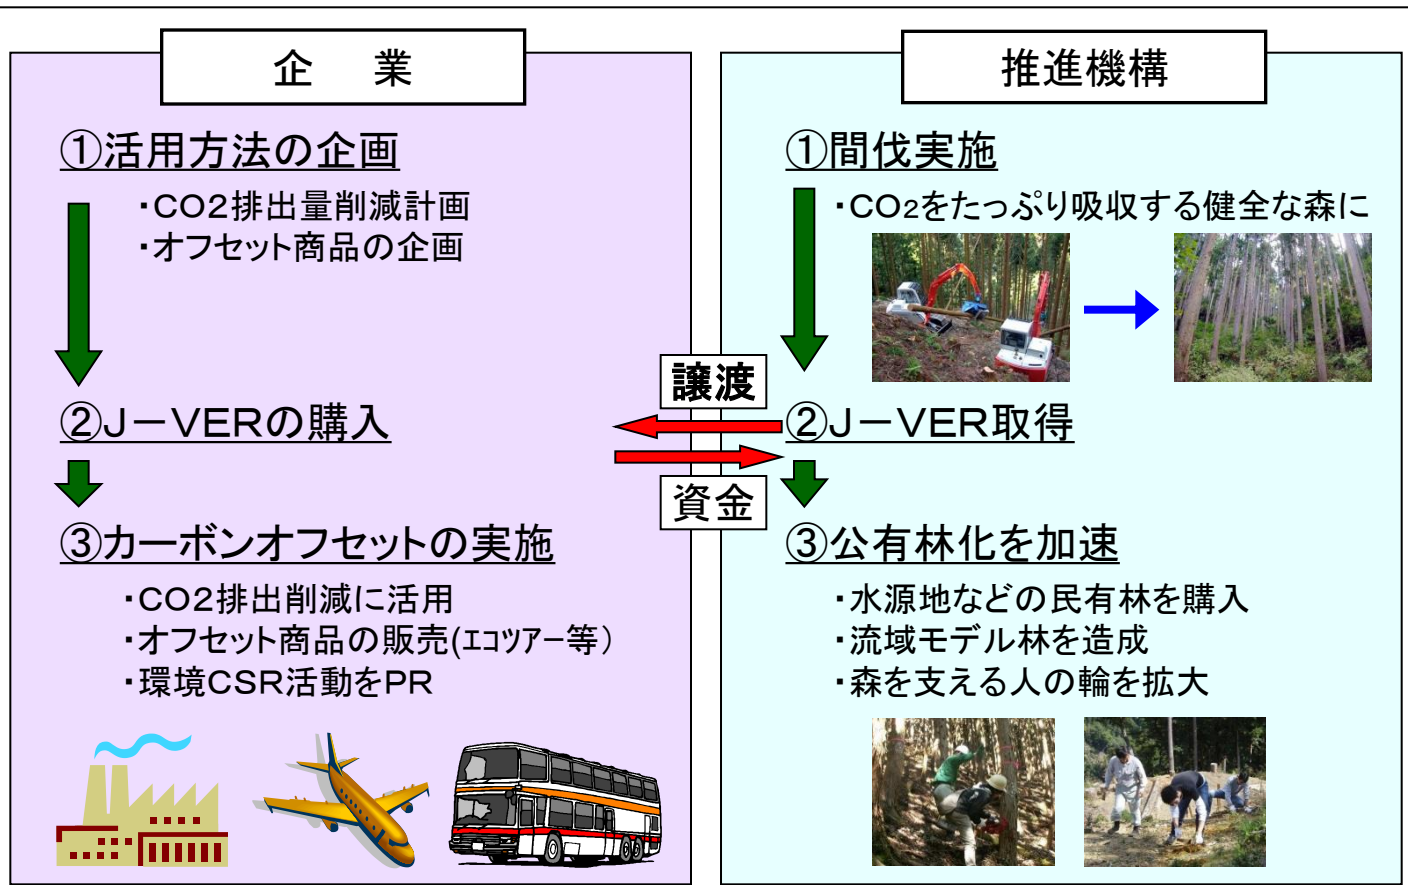 企　業
①活用方法の企画
・ＣＯ２排出量削減計画
・オフセット商品の企画
②Ｊ－ＶＥＲの購入
③カーボンオフセットの実施
・ＣＯ２排出削減に活用
・オフセット商品の販売(ｴｺﾂｱｰ等）
・環境CSR活動をPR
譲渡
資金
推進機構
①間伐実施
・ＣＯ２をたっぷり吸収する健全な森に
②Ｊ－ＶＥＲ取得
③公有林化を加速
・水源地などの民有林を購入
・流域モデル林を造成
・森を支える人の輪を拡大